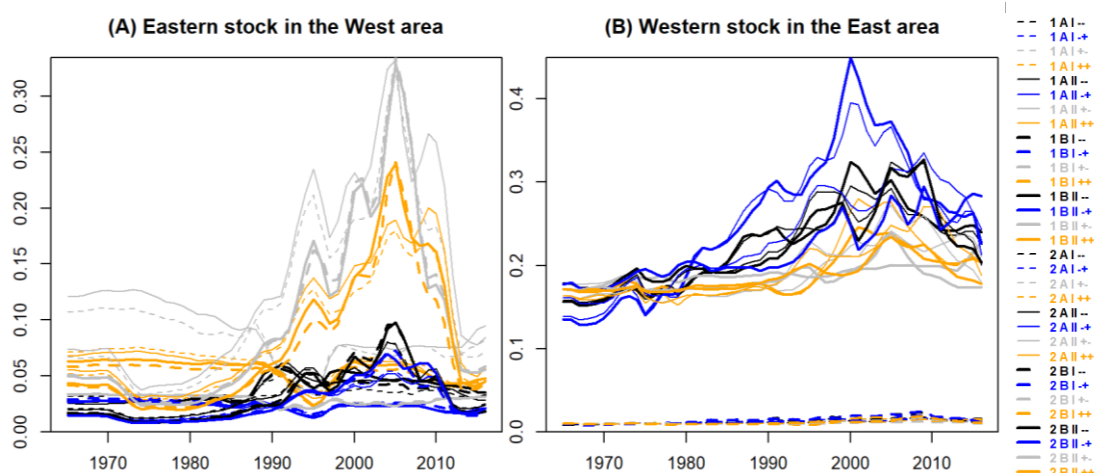 (A) Eastern stock in the West area
0.00 0.05 0.10 0.15 0.20 0.25 0.30
1970 1980 1990 2000 2010
(B) Western stock in the East area
0.0 0.1 0.2 0.3 0.4
1970 1980 1990 2000 2010
1 A I --
1 A I -+
1 A I +-
1 A I ++
1 A II --
1 A II -+
1 A II +-
1 A II ++
1 B I --
1 B I -+
1 B I +-
1 B I ++
1 B II --
1 B II -+
1 B II +-
1 B II ++
2 A I --
2 A I -+
2 A I +-
2 A I ++
2 A II --
2 A II -+
2 A II +-
2 A II ++
2 B I --
2 B I -+
2 B I +-
2 B I ++
2 B II --
2 B II -+
2 B II +-
2 B II ++